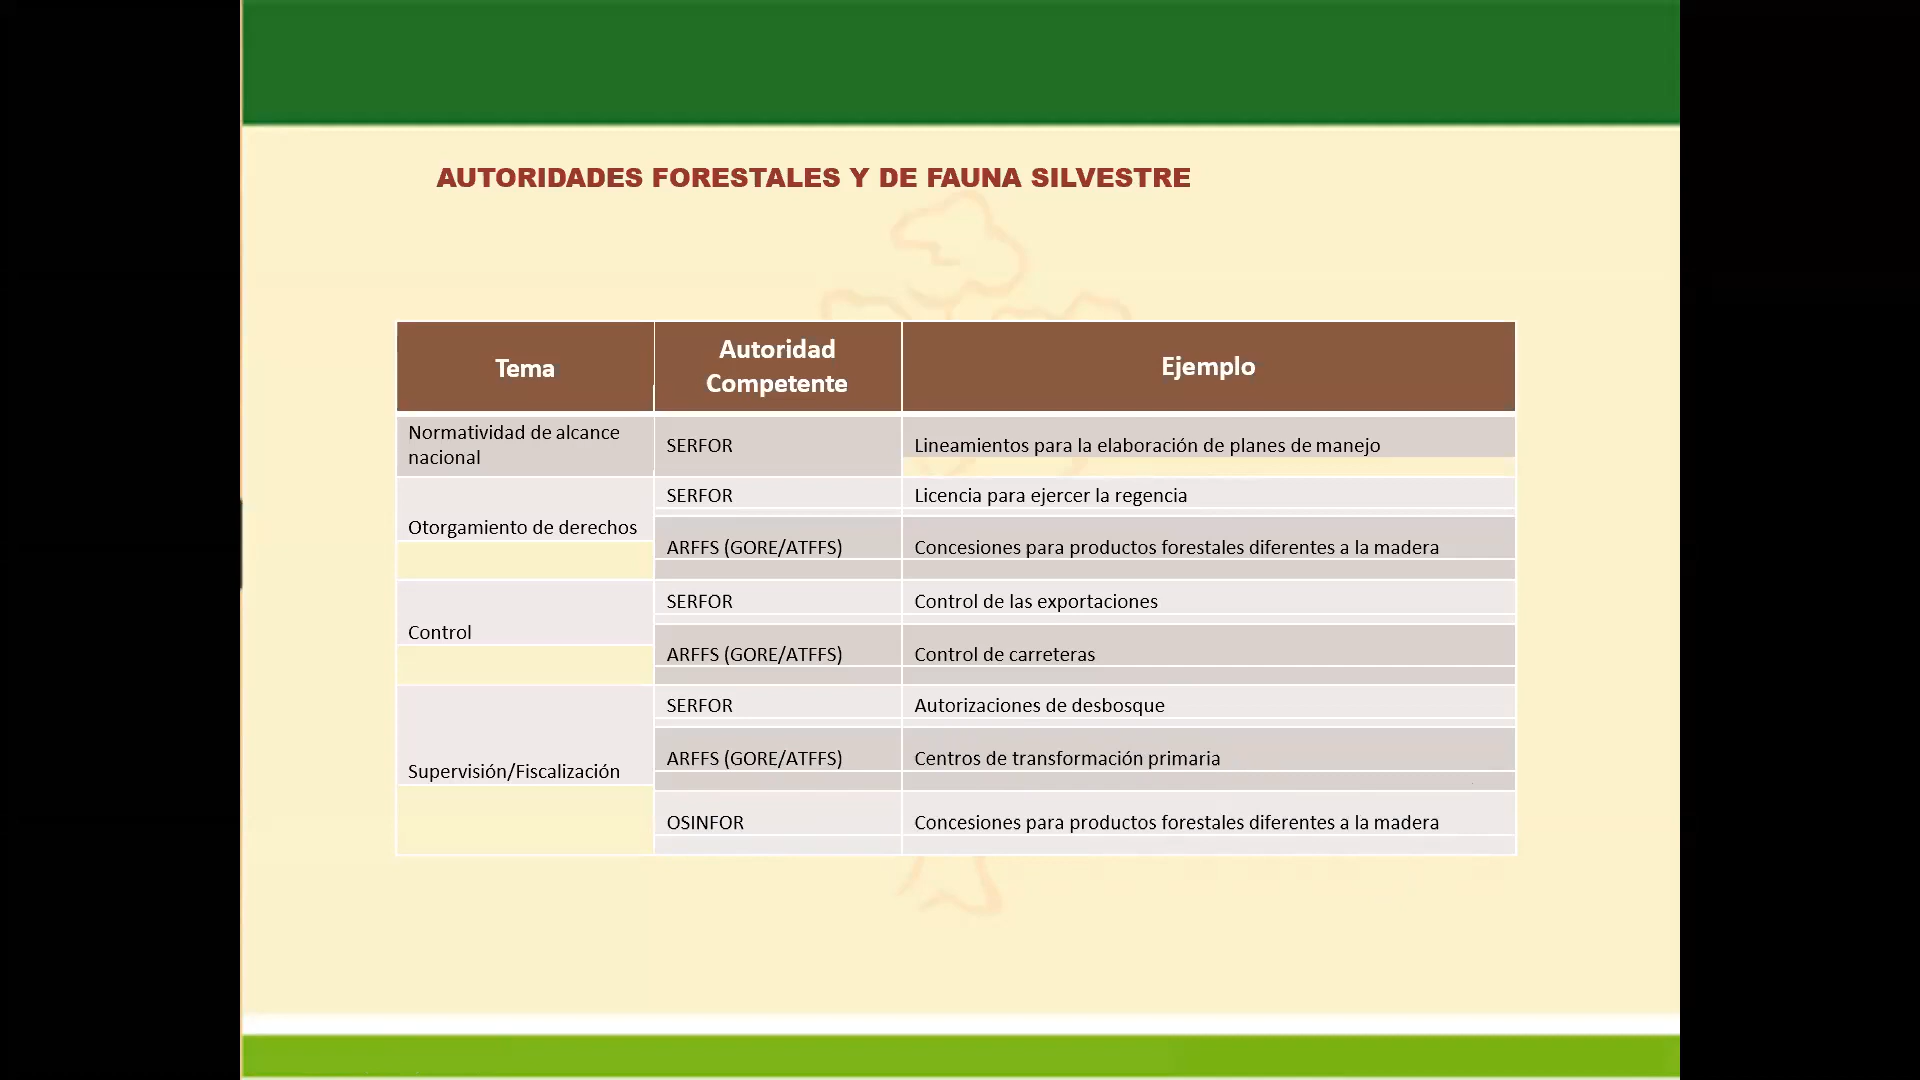 AUTORIDADES FORESTALES Y DE FAUNA SILVESTRE
Tema
Autoridad
Competente
Ejemplo
Normatividad de alcance
nacional
SERFOR
Lineamientos para la elaboración de planes de manejo
Otorgamiento de derechos
SERFOR
Licencia para ejercer la regencia
ARFFS (GORE/ATFFS)
Concesiones para productos forestales diferentes a la madera
Control
SERFOR
Control de las exportaciones
ARFFS (GORE/ATFFS)
Control de carreteras
Supervisión/Fiscalización
SERFOR
Autorizaciones de desbosque
ARFFS (GORE/ATFFS)
Centros de transformación primaria
OSINFOR
Concesiones para productos forestales diferentes a la madera